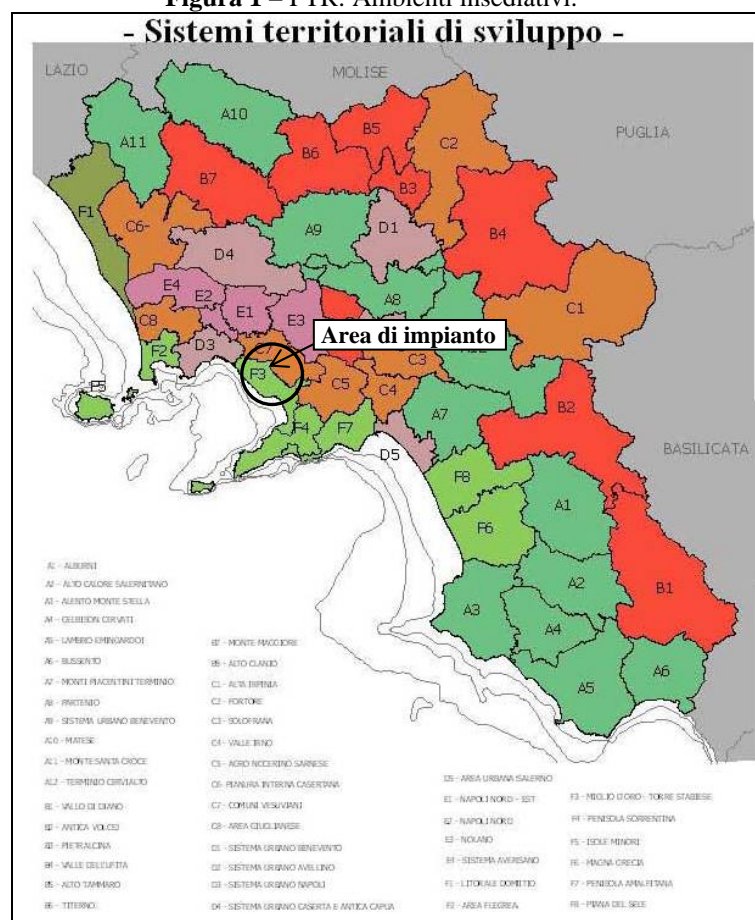 Figura 1 – PTR: Ambienti insediativi.
- Sistemi territoriali di sviluppo -
LAZIO
MOLISE
PUGLIA
BASILICATA
A11
A10
B7
B6
B5
B3
C2
F1
C6-
D4
A9
D1
B4
E4
E2
E1
E3
A8
C1
C8
F2
D3
Area di impianto
C3
F3
F5
C5
C4
A7
B2
F4
F7
D5
F8
F6
A1
A2
B1
A3
A4
A5
A6
A1 - ALBURNI
A2 - ALTO CALORE SALERNITANO
A3 - ALENTO MONTE STELLA
A4 - GELBISON CERVATI
A5 - LAMBRO EMINGARDOI
A6 - BUSSENTO
A7 - MONTI PIACENTINI TERMINIO
A8 - PARTENIO
A9 - SISTEMA URBANO BENEVENTO
A10 - MATESE
A11 - MONTE SANTA CROCE
A12 - TERMINIO CERVIALTO
B1 - VALLO DI DIANO
B2 - ANTICA VOLCEI
B3 - PIETRALCINA
B4 - VALLE DELL'UFITA
B5 - ALTO TAMMARO
B6 - TITERNO
B7 - MONTE MAGGIORE
B8 - ALTO CLANIO
C1 - ALTA IRPINIA
C2 - FORTORE
C3 - SOLOFRANA
C4 - VALLE IRNO
C5 - AGRO NOCERINO SARNESE
C6 - PIANURA INTERNA CASERTANA
C7 - COMUNI VESUVIANI
C8 - AREA GIUGLIANESE
D1 - SISTEMA URBANO BENEVENTO
D2 - SISTEMA URBANO AVELLINO
D3 - SISTEMA URBANO NAPOLI
D4 - SISTEMA URBANO CASERTA E ANTICA CAPUA
D5 - AREA URBANA SALERNO
E1 - NAPOLI NORD - EST
E2 - NAPOLI NORD
E3 - NOLANO
E4 - SISTEMA AVERSANO
F1 - LITORALE DOMITIO
F2 - AREA FLEGREA
F3 - MIGLIO D'ORO - TORRE STABIESE
F4 - PENISOLA SORRENTINA
F5 - ISOLE MINORI
F6 - MAGNA GRECIA
F7 - PENISOLA AMALFITANA
F8 - PIANA DEL SELE